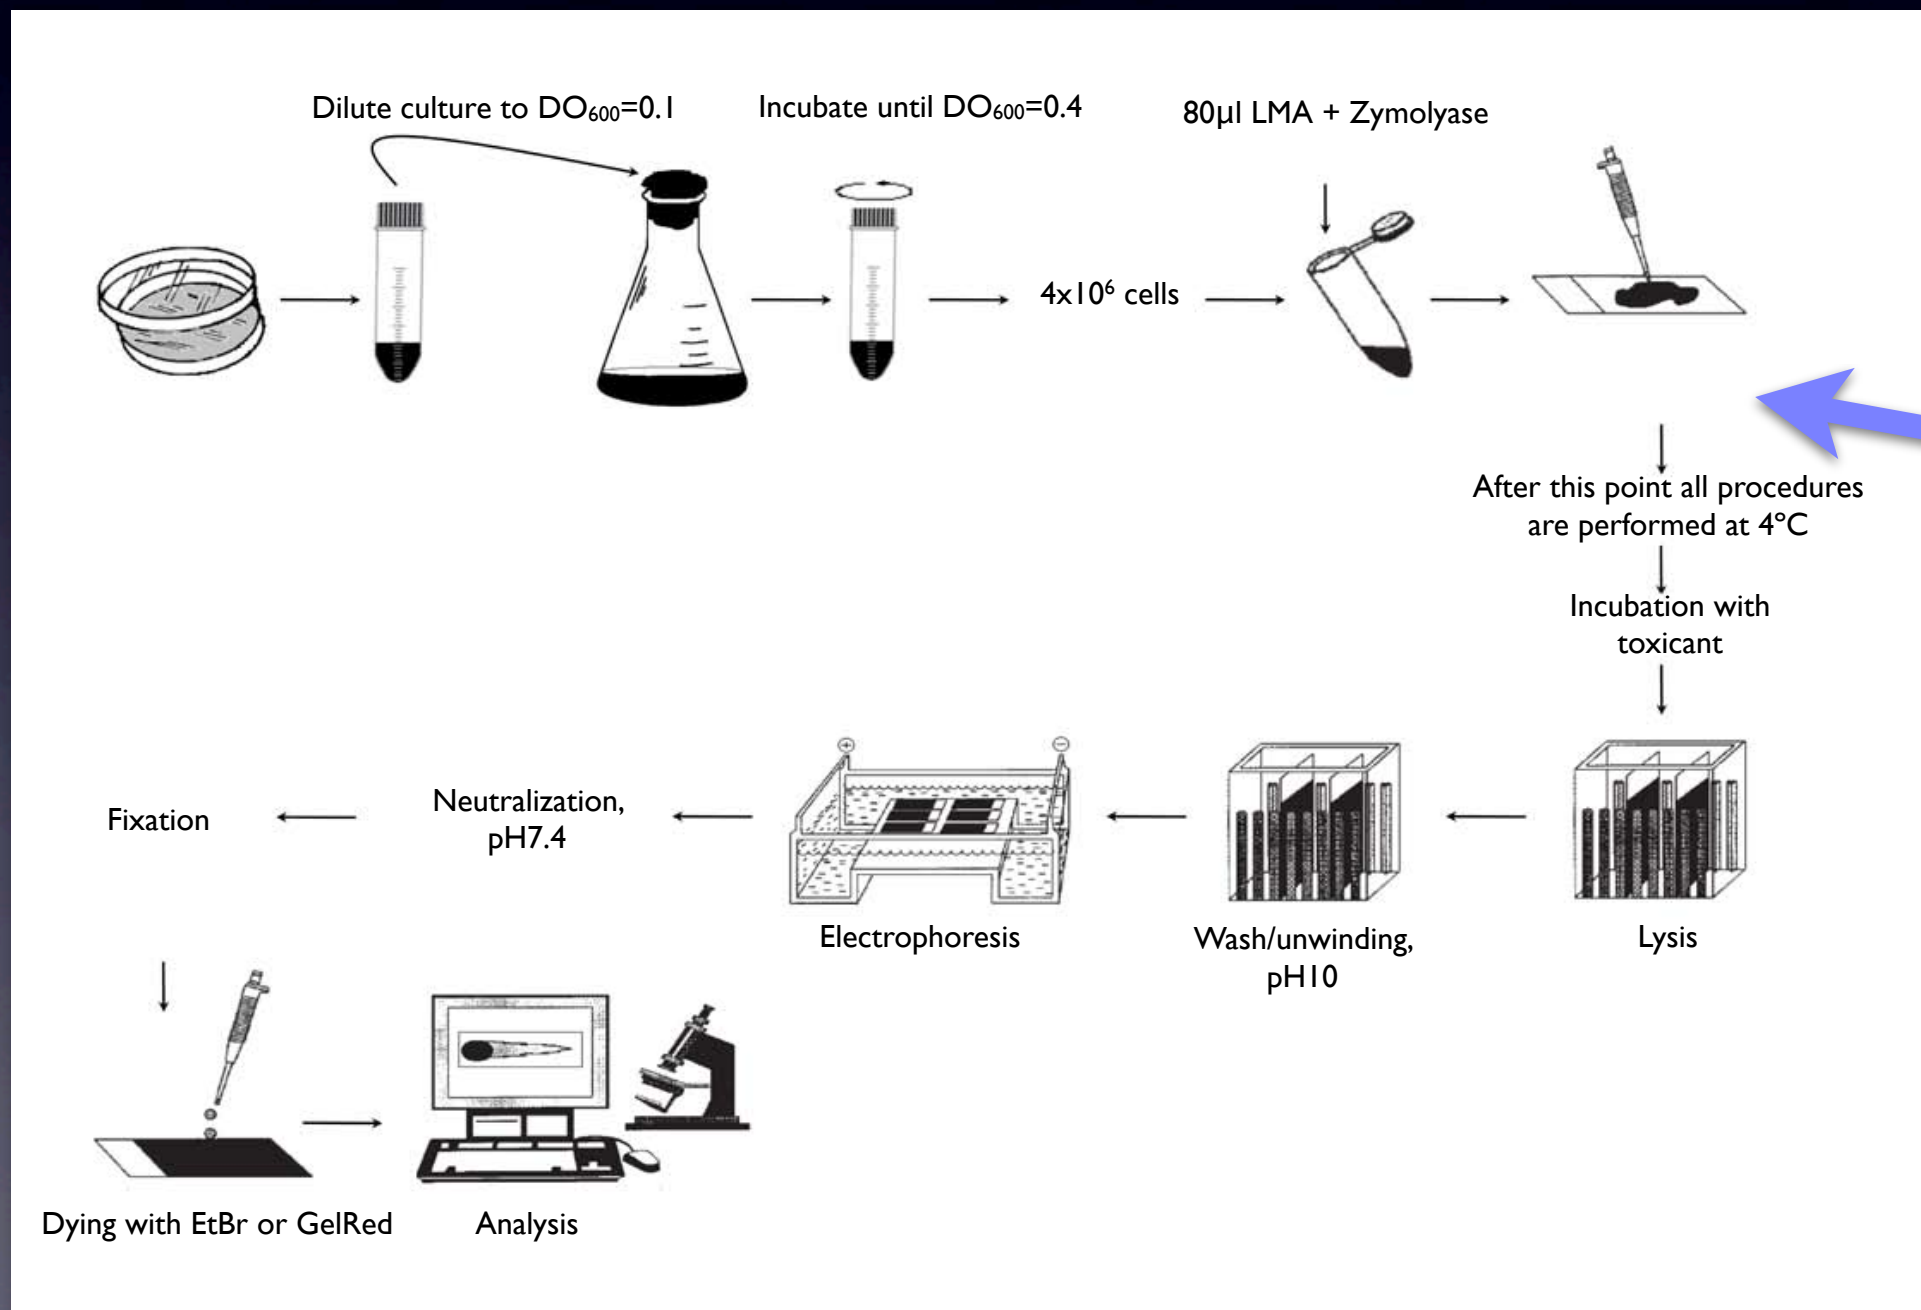 Dilute culture to DO₆₀₀=0.1
Incubate until DO₆₀₀=0.4
80µl LMA + Zymolyase
4x10⁶ cells
After this point all procedures
are performed at 4ºC
Incubation with
toxicant
Lysis
Wash/unwinding,
pH10
Electrophoresis
+
−
Neutralization,
pH7.4
Fixation
Dying with EtBr or GelRed
Analysis